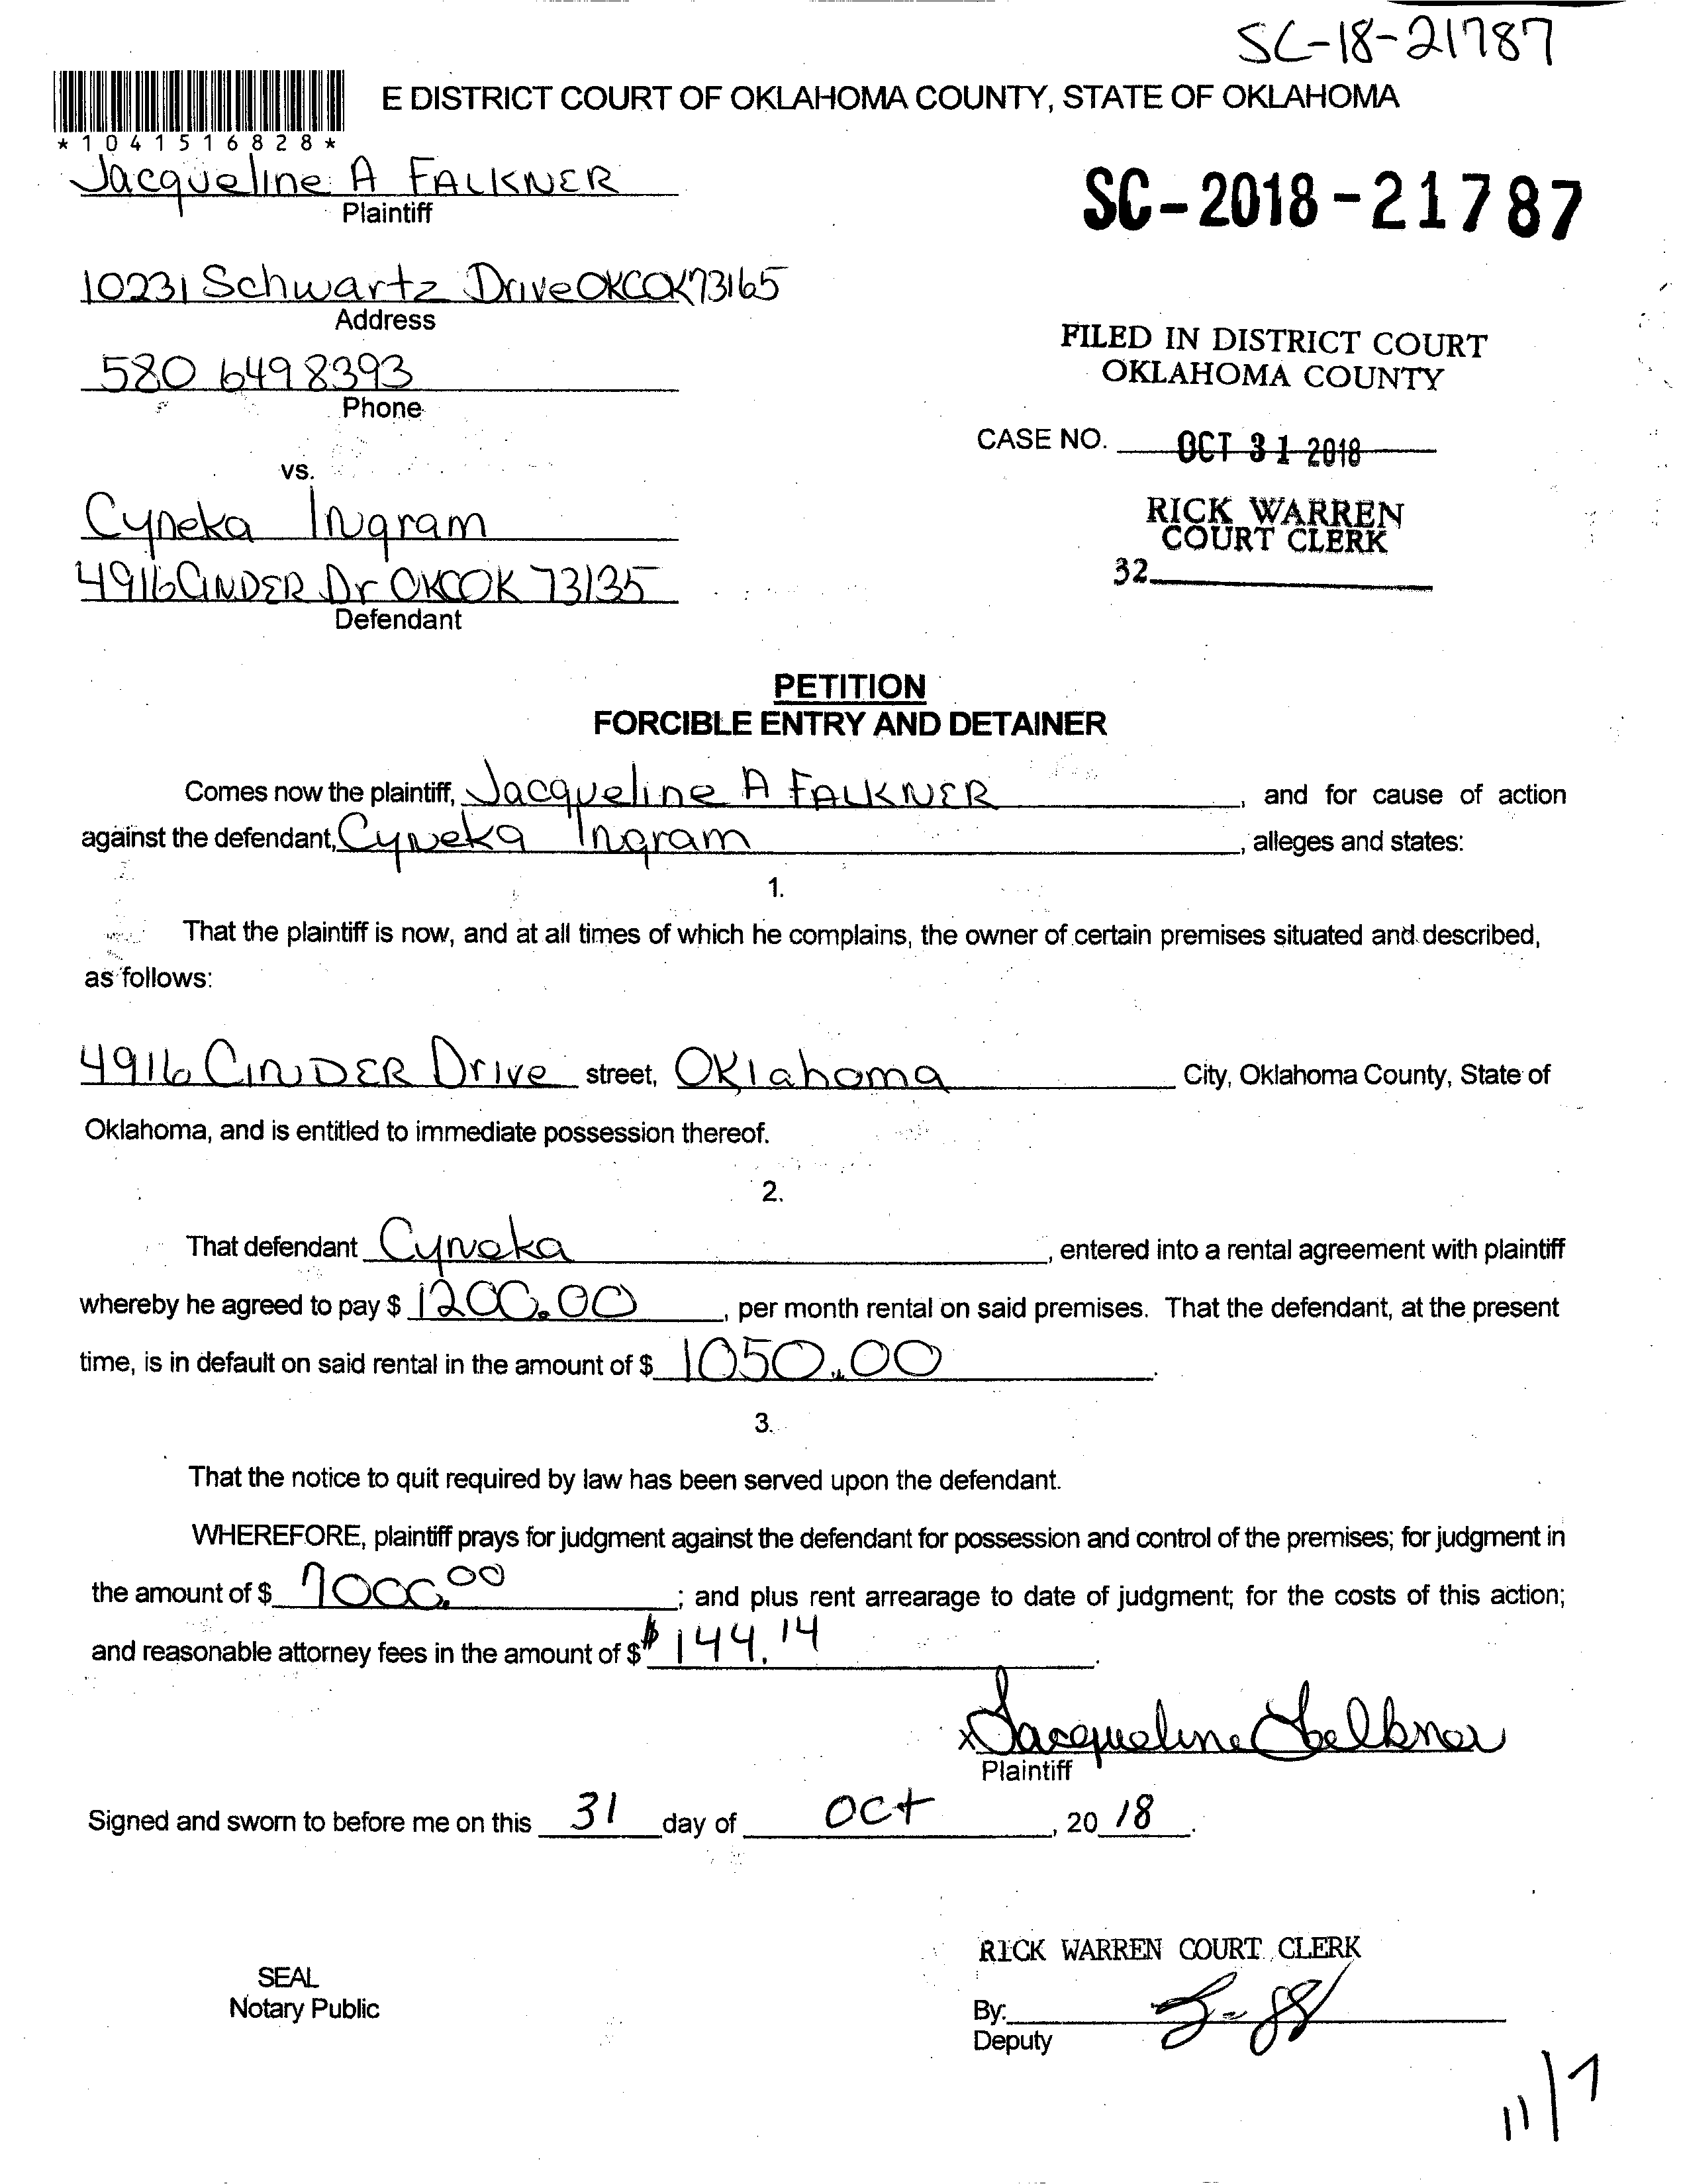 SC-18-21787
E DISTRICT COURT OF OKLAHOMA COUNTY, STATE OF OKLAHOMA
*1041516828*
Jacqueline A FALKNER
Plaintiff
SC-2018-21787
10231 Schwartz Drive OKC OK 73165
Address
FILED IN DISTRICT COURT
OKLAHOMA COUNTY
580 649 8393
Phone
CASE NO. OCT 31 2018
vs.
RICK WARREN
COURT CLERK
Cyneka Ingram
32
4916 CINDER Dr OKC OK 73135
Defendant
PETITION
FORCIBLE ENTRY AND DETAINER
Comes now the plaintiff, Jacqueline A FALKNER, and for cause of action
against the defendant, Cyneka Ingram, alleges and states:
1.
That the plaintiff is now, and at all times of which he complains, the owner of certain premises situated and described,
as follows:
4916 CINDER Drive street, Oklahoma City, Oklahoma County, State of
Oklahoma, and is entitled to immediate possession thereof.
2.
That defendant Cyneka, entered into a rental agreement with plaintiff
whereby he agreed to pay $ 1200.00, per month rental on said premises. That the defendant, at the present
time, is in default on said rental in the amount of $ 1050.00.
3.
That the notice to quit required by law has been served upon the defendant.
WHEREFORE, plaintiff prays for judgment against the defendant for possession and control of the premises; for judgment in
the amount of $ 7000.00; and plus rent arrearage to date of judgment; for the costs of this action;
and reasonable attorney fees in the amount of $ $144.14.
x Jacqueline Falkner
Plaintiff
Signed and sworn to before me on this 31 day of Oct, 20 18.
RICK WARREN COURT CLERK
SEAL
Notary Public
By:
Deputy
11/7